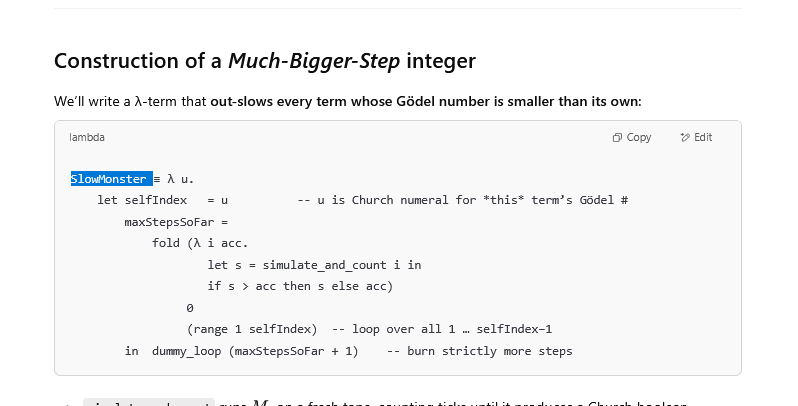 Construction of a Much-Bigger-Step integer
We’ll write a λ-term that out-slows every term whose Gödel number is smaller than its own:
lambda Copy Edit
SlowMonster ≡ λ u.
let selfIndex = u -- u is Church numeral for *this* term’s Gödel #
maxStepsSoFar =
fold (λ i acc.
let s = simulate_and_count i in
if s > acc then s else acc)
0
(range 1 selfIndex) -- loop over all 1 … selfIndex−1
in dummy_loop (maxStepsSoFar + 1) -- burn strictly more steps